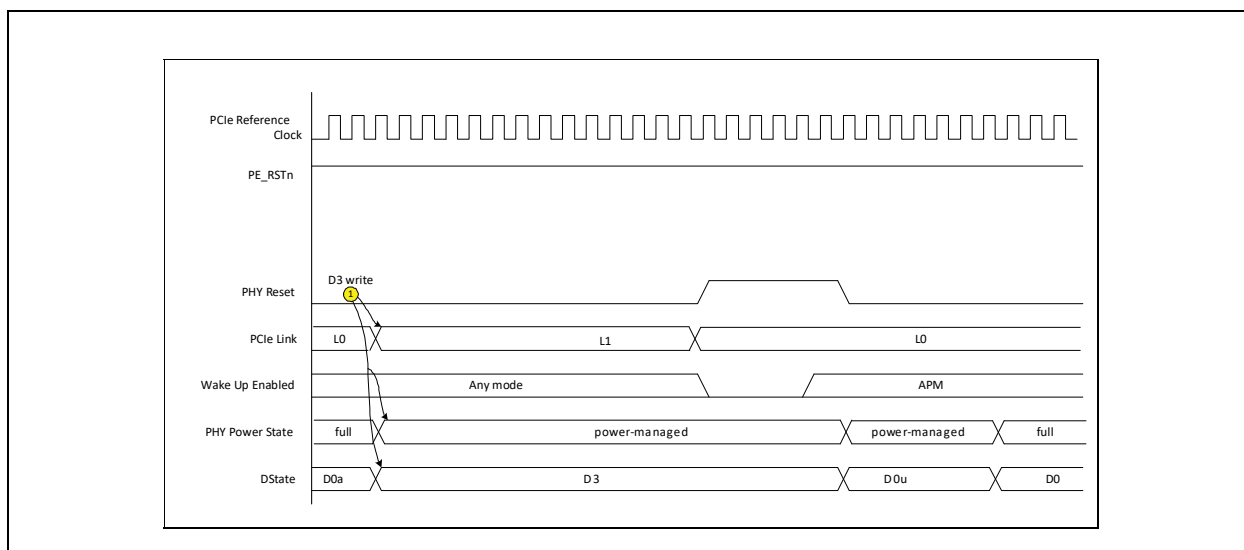 PCIe Reference
Clock
PE_RSTn
D3 write
1
PHY Reset
PCIe Link L0 L1 L0
Wake Up Enabled Any mode APM
PHY Power State full power-managed power-managed full
DState D0a D3 D0u D0